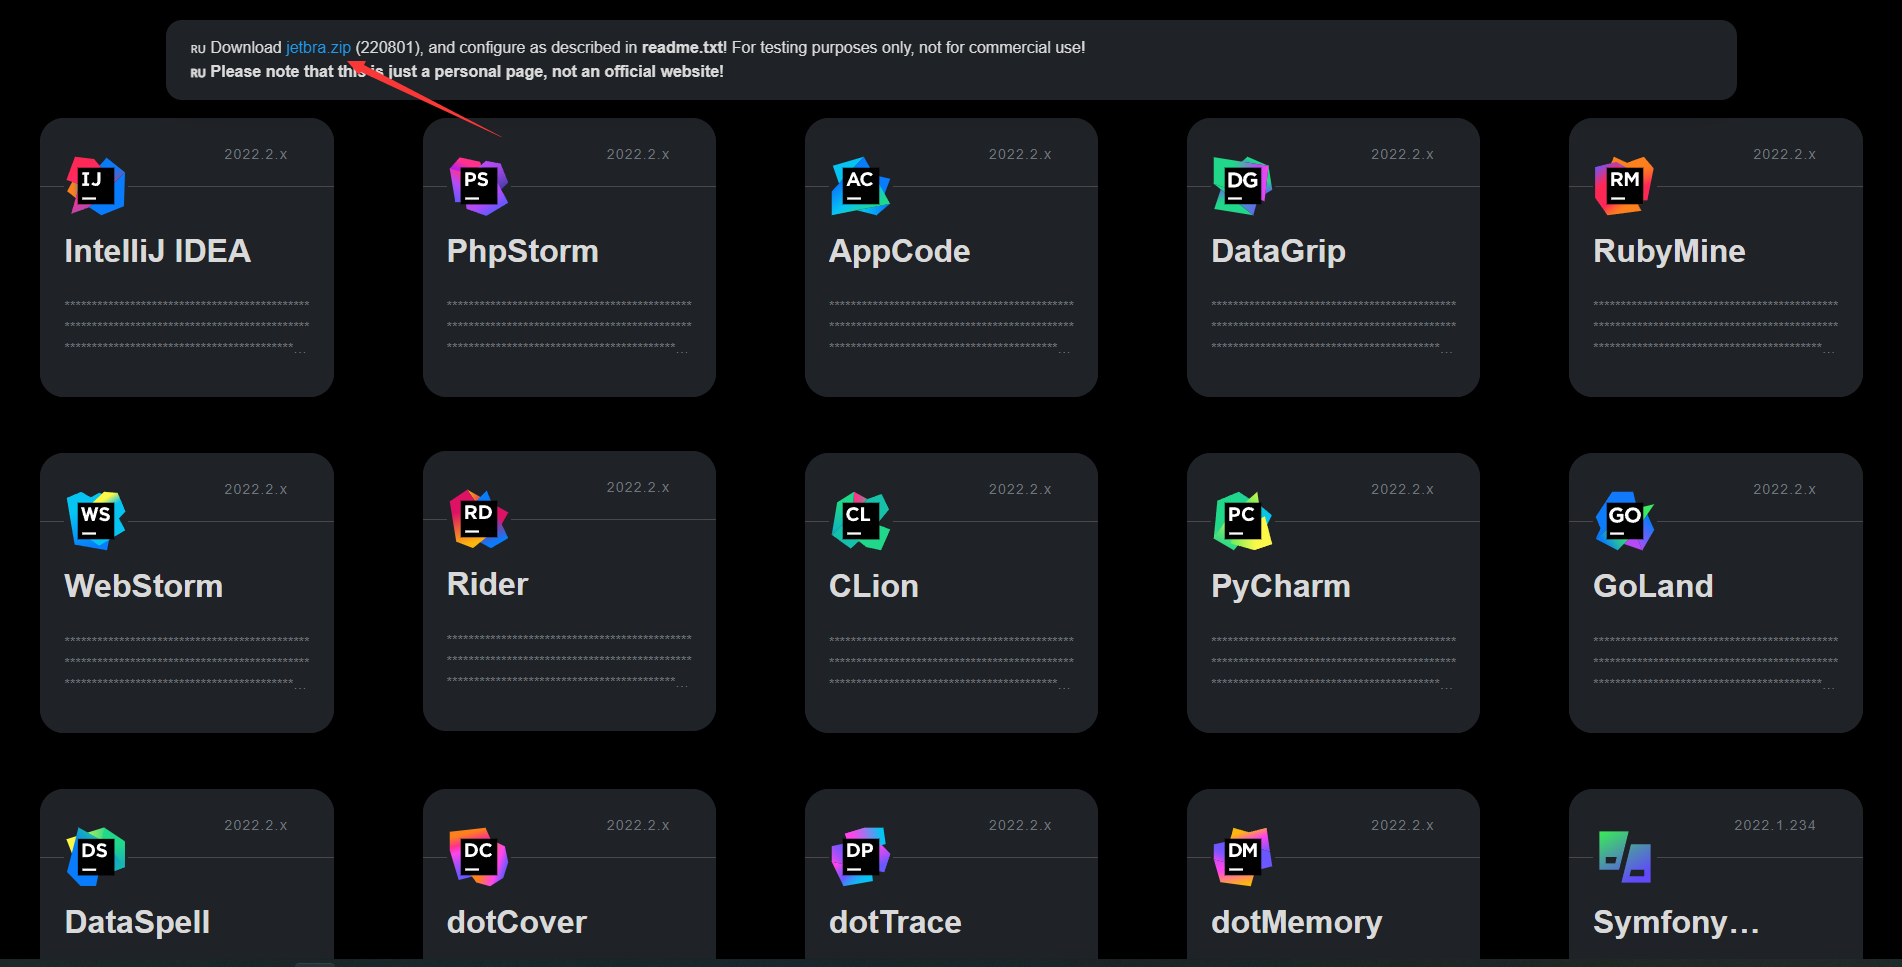 RU Download jetbra.zip (220801), and configure as described in readme.txt! For testing purposes only, not for commercial use!
RU Please note that this is just a personal page, not an official website!
2022.2.x
IJ
IntelliJ IDEA
2022.2.x
PS
PhpStorm
2022.2.x
AC
AppCode
2022.2.x
DG
DataGrip
2022.2.x
RM
RubyMine
2022.2.x
WS
WebStorm
2022.2.x
RD
Rider
2022.2.x
CL
CLion
2022.2.x
PC
PyCharm
2022.2.x
GO
GoLand
2022.2.x
DS
DataSpell
2022.2.x
DC
dotCover
2022.2.x
DP
dotTrace
2022.2.x
DM
dotMemory
2022.1.234
Symfony...